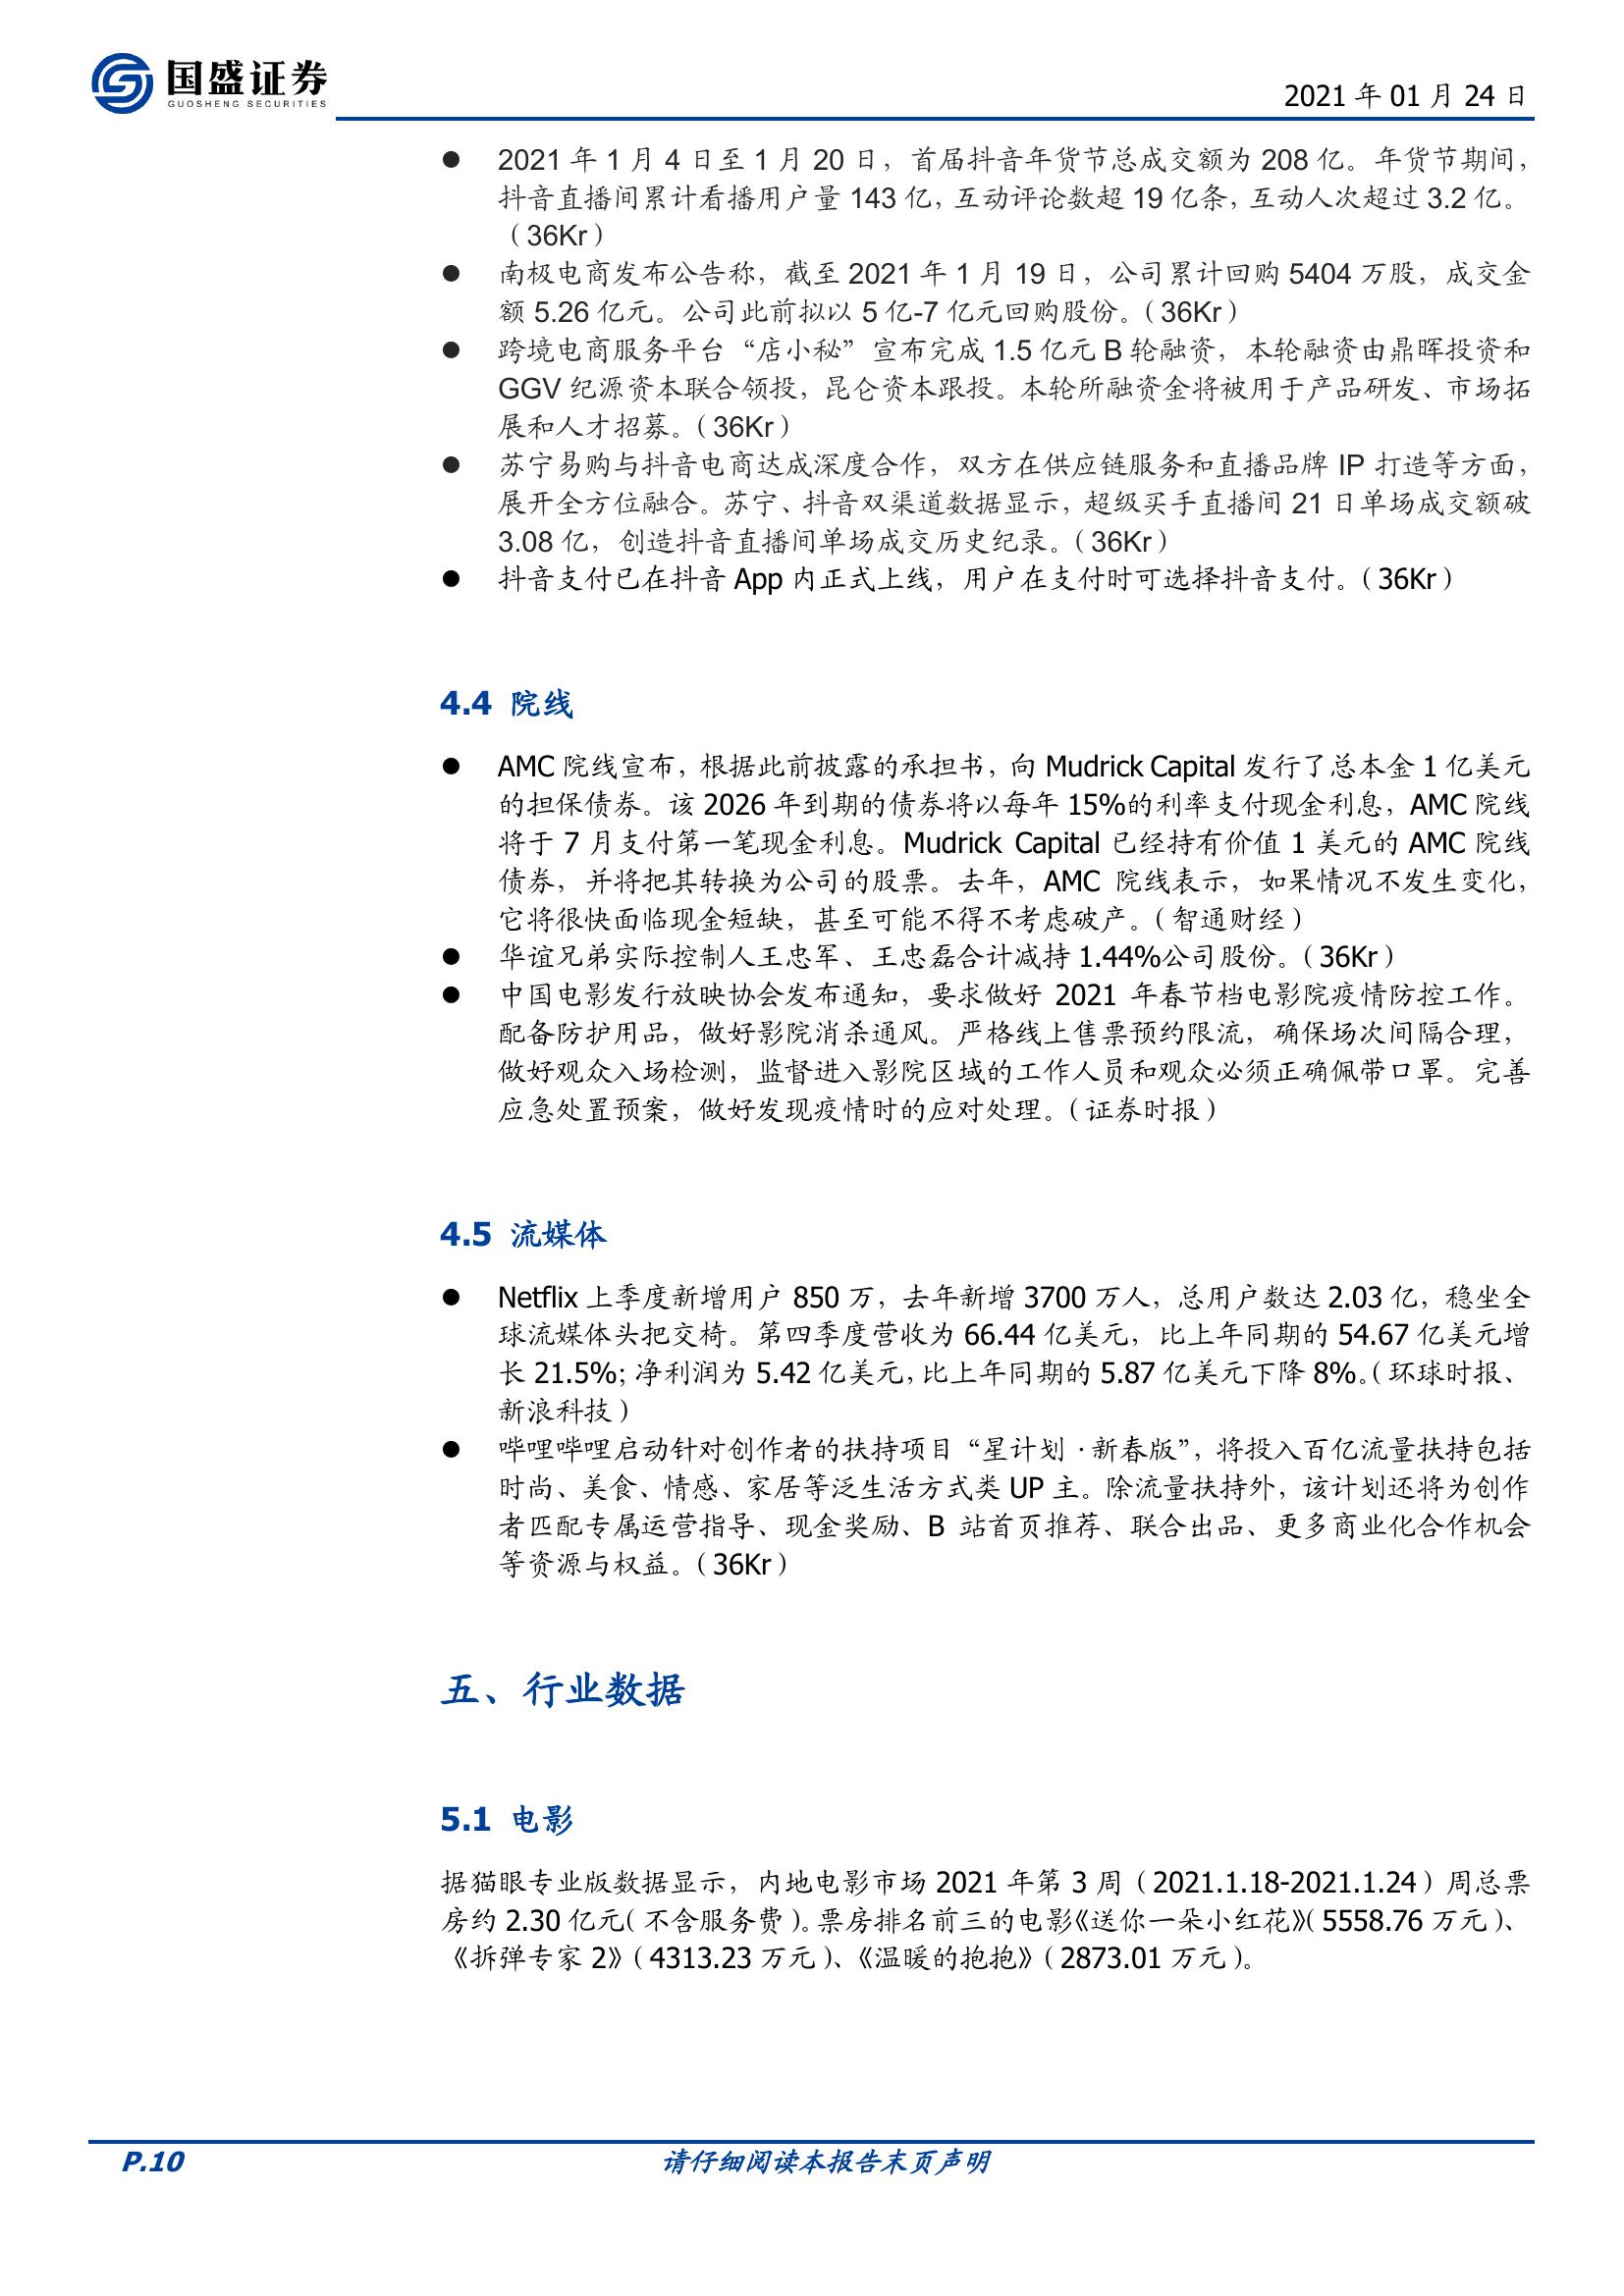 国盛证券
GUOSHENG SECURITIES
2021 年 01 月 24 日
● 2021 年 1 月 4 日至 1 月 20 日，首届抖音年货节总成交额为 208 亿。年货节期间，
抖音直播间累计看播用户量 143 亿，互动评论数超 19 亿条，互动人次超过 3.2 亿。
（36Kr）
● 南极电商发布公告称，截至 2021 年 1 月 19 日，公司累计回购 5404 万股，成交金
额 5.26 亿元。公司此前拟以 5 亿-7 亿元回购股份。（36Kr）
● 跨境电商服务平台“店小秘”宣布完成 1.5 亿元 B 轮融资，本轮融资由鼎晖投资和
GGV 纪源资本联合领投，昆仑资本跟投。本轮所融资金将被用于产品研发、市场拓
展和人才招募。（36Kr）
● 苏宁易购与抖音电商达成深度合作，双方在供应链服务和直播品牌 IP 打造等方面，
展开全方位融合。苏宁、抖音双渠道数据显示，超级买手直播间 21 日单场成交额破
3.08 亿，创造抖音直播间单场成交历史纪录。（36Kr）
● 抖音支付已在抖音 App 内正式上线，用户在支付时可选择抖音支付。（36Kr）
4.4 院线
● AMC 院线宣布，根据此前披露的承担书，向 Mudrick Capital 发行了总本金 1 亿美元
的担保债券。该 2026 年到期的债券将以每年 15%的利率支付现金利息，AMC 院线
将于 7 月支付第一笔现金利息。Mudrick Capital 已经持有价值 1 美元的 AMC 院线
债券，并将把其转换为公司的股票。去年，AMC 院线表示，如果情况不发生变化，
它将很快面临现金短缺，甚至可能不得不考虑破产。（智通财经）
● 华谊兄弟实际控制人王忠军、王忠磊合计减持 1.44%公司股份。（36Kr）
● 中国电影发行放映协会发布通知，要求做好 2021 年春节档电影院疫情防控工作。
配备防护用品，做好影院消杀通风。严格线上售票预约限流，确保场次间隔合理，
做好观众入场检测，监督进入影院区域的工作人员和观众必须正确佩带口罩。完善
应急处置预案，做好发现疫情时的应对处理。（证券时报）
4.5 流媒体
● Netflix 上季度新增用户 850 万，去年新增 3700 万人，总用户数达 2.03 亿，稳坐全
球流媒体头把交椅。第四季度营收为 66.44 亿美元，比上年同期的 54.67 亿美元增
长 21.5%；净利润为 5.42 亿美元，比上年同期的 5.87 亿美元下降 8%。（环球时报、
新浪科技）
● 哔哩哔哩启动针对创作者的扶持项目“星计划·新春版”，将投入百亿流量扶持包括
时尚、美食、情感、家居等泛生活方式类 UP 主。除流量扶持外，该计划还将为创作
者匹配专属运营指导、现金奖励、B 站首页推荐、联合出品、更多商业化合作机会
等资源与权益。（36Kr）
五、行业数据
5.1 电影
据猫眼专业版数据显示，内地电影市场 2021 年第 3 周（2021.1.18-2021.1.24）周总票
房约 2.30 亿元（不含服务费）。票房排名前三的电影《送你一朵小红花》（5558.76 万元）、
《拆弹专家 2》（4313.23 万元）、《温暖的抱抱》（2873.01 万元）。
P.10
请仔细阅读本报告末页声明